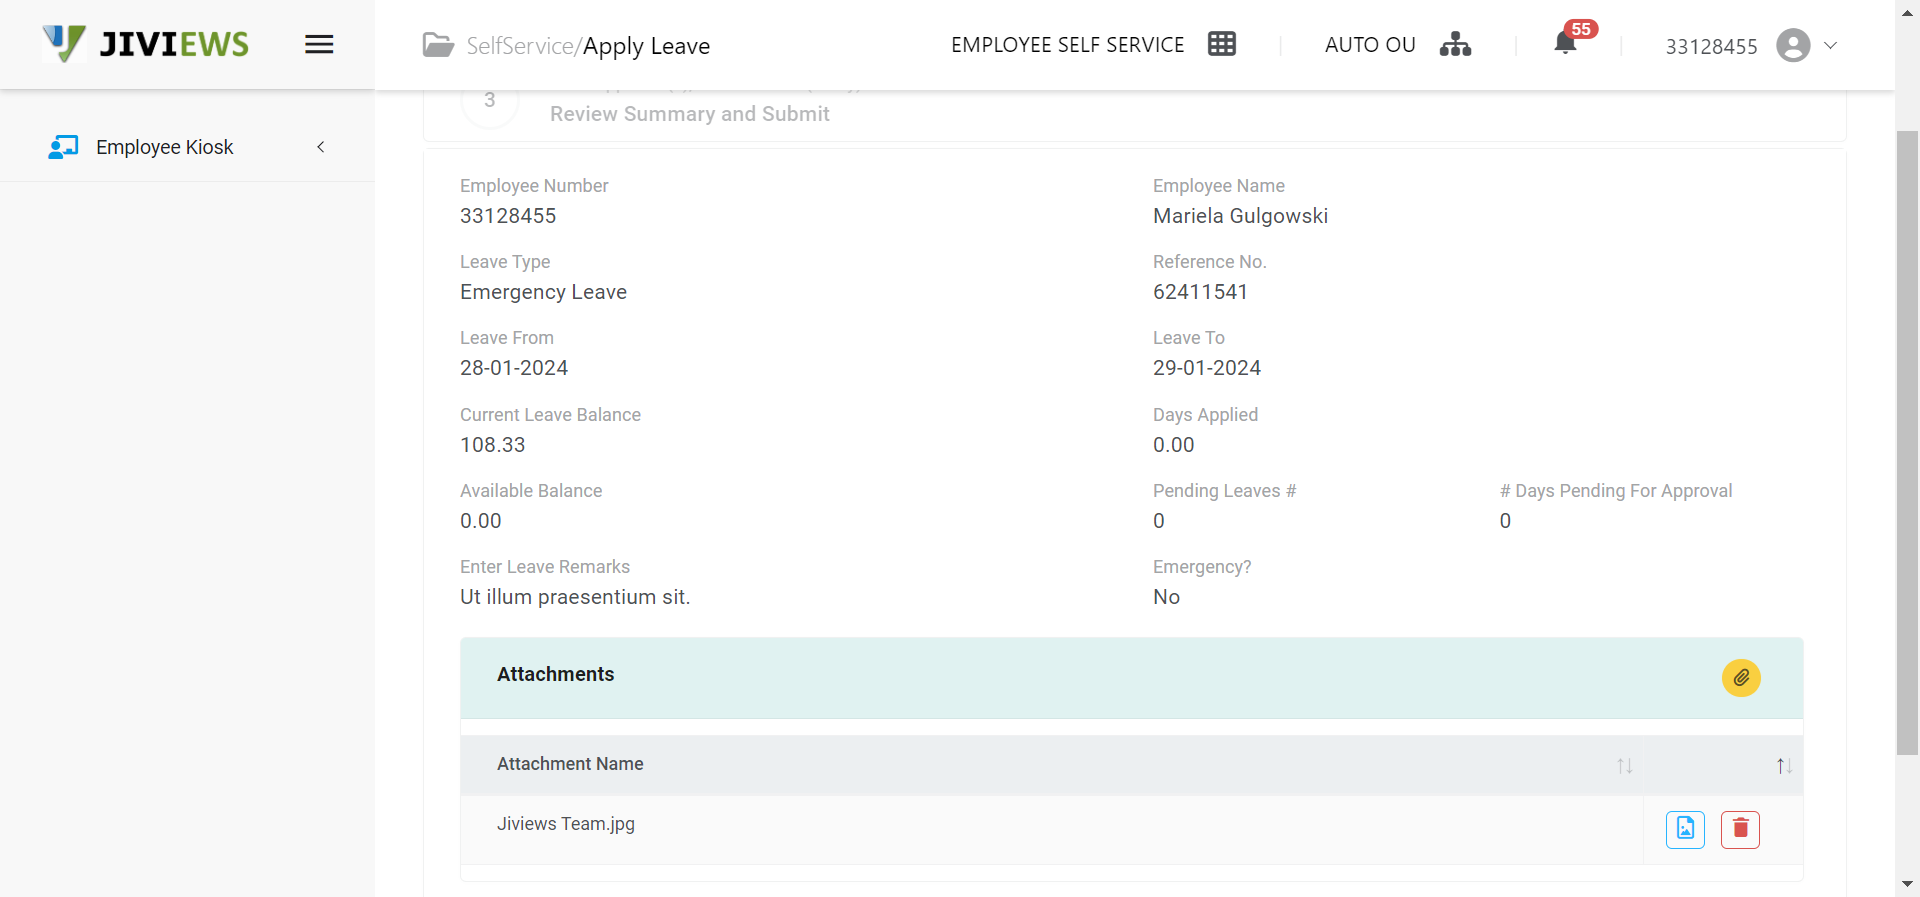 JIVIEWS
SelfService/Apply Leave
EMPLOYEE SELF SERVICE
AUTO OU
55
33128455
Employee Kiosk
3
Review Summary and Submit
Employee Number
33128455
Employee Name
Mariela Gulgowski
Leave Type
Emergency Leave
Reference No.
62411541
Leave From
28-01-2024
Leave To
29-01-2024
Current Leave Balance
108.33
Days Applied
0.00
Available Balance
0.00
Pending Leaves #
0
# Days Pending For Approval
0
Enter Leave Remarks
Ut illum praesentium sit.
Emergency?
No
Attachments
Attachment Name
Jiviews Team.jpg